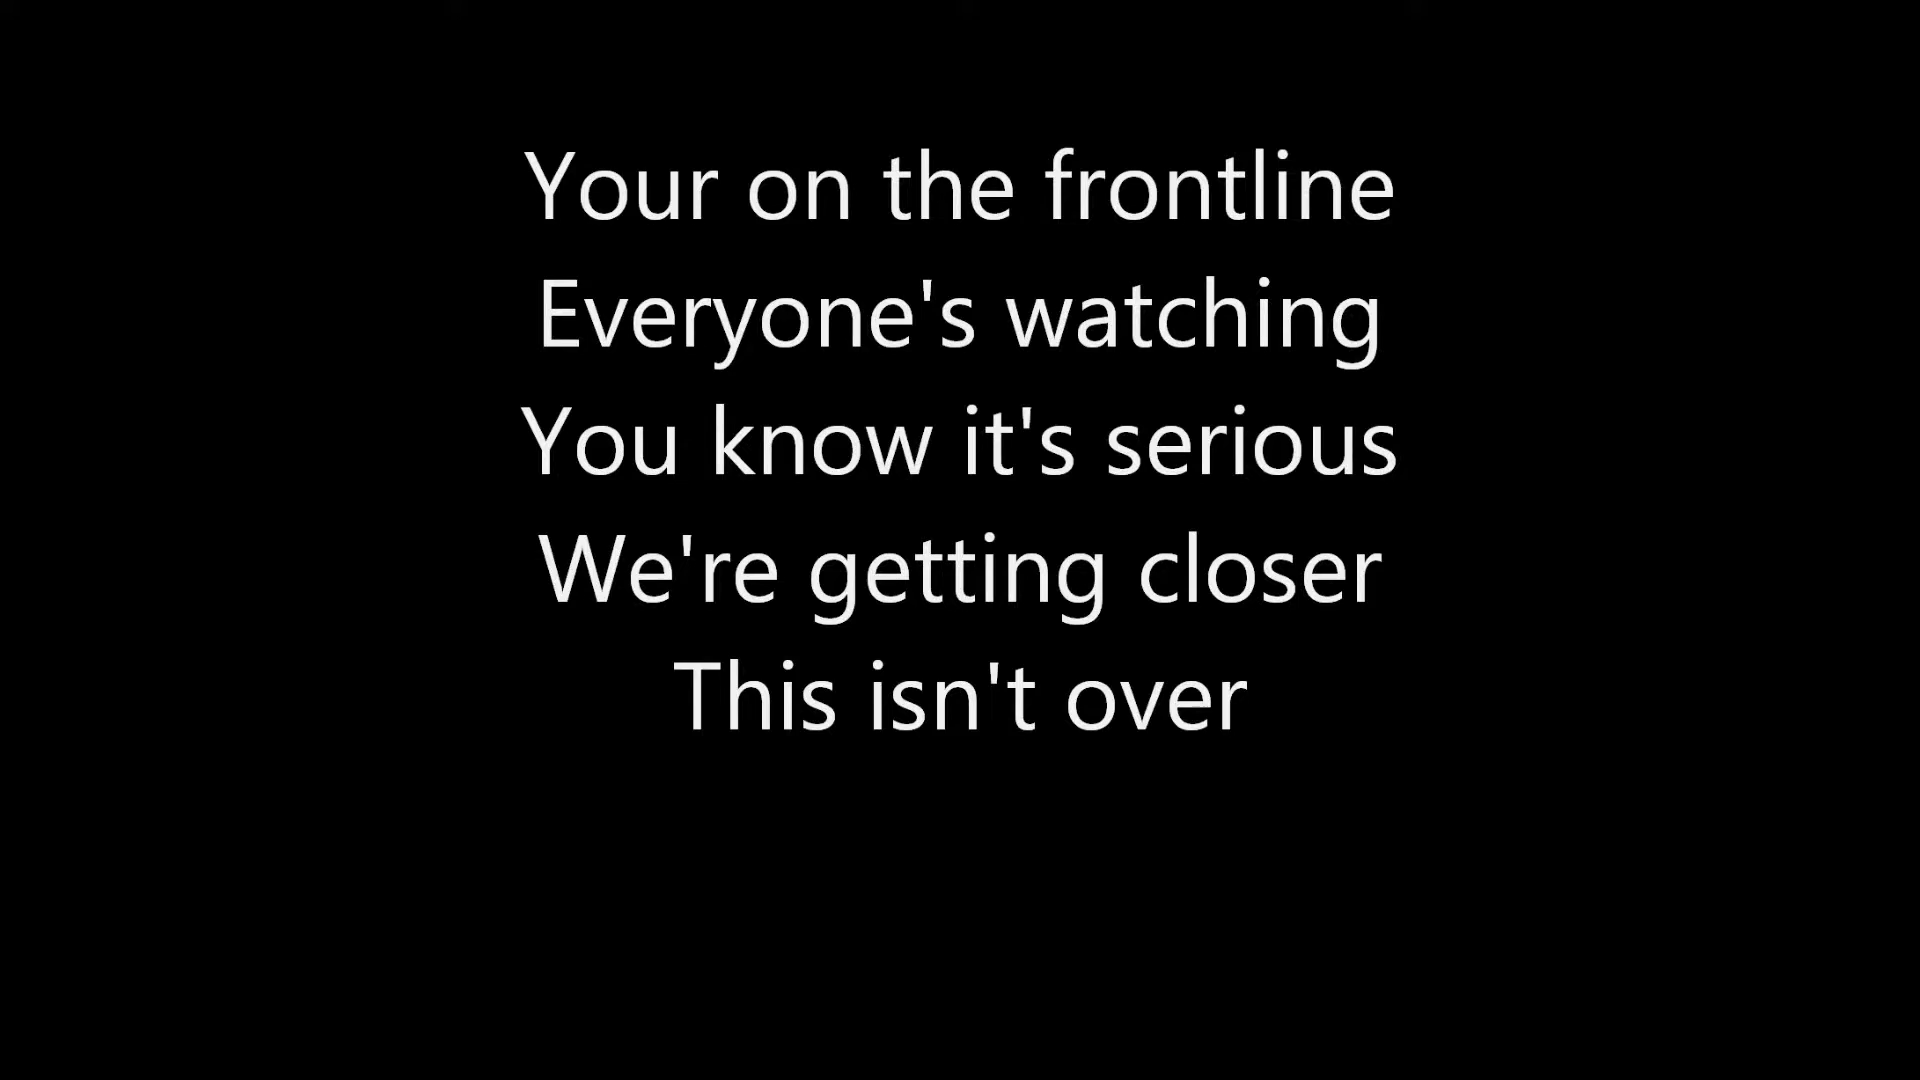 Your on the frontline
Everyone's watching
You know it's serious
We're getting closer
This isn't over